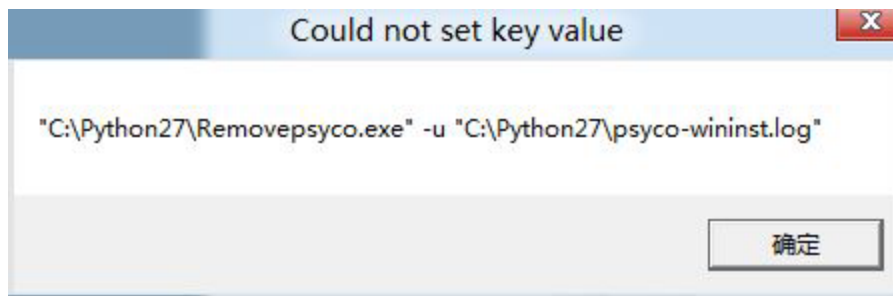 Could not set key value
"C:\Python27\Removepsyco.exe" -u "C:\Python27\psyco-wininst.log"
确定